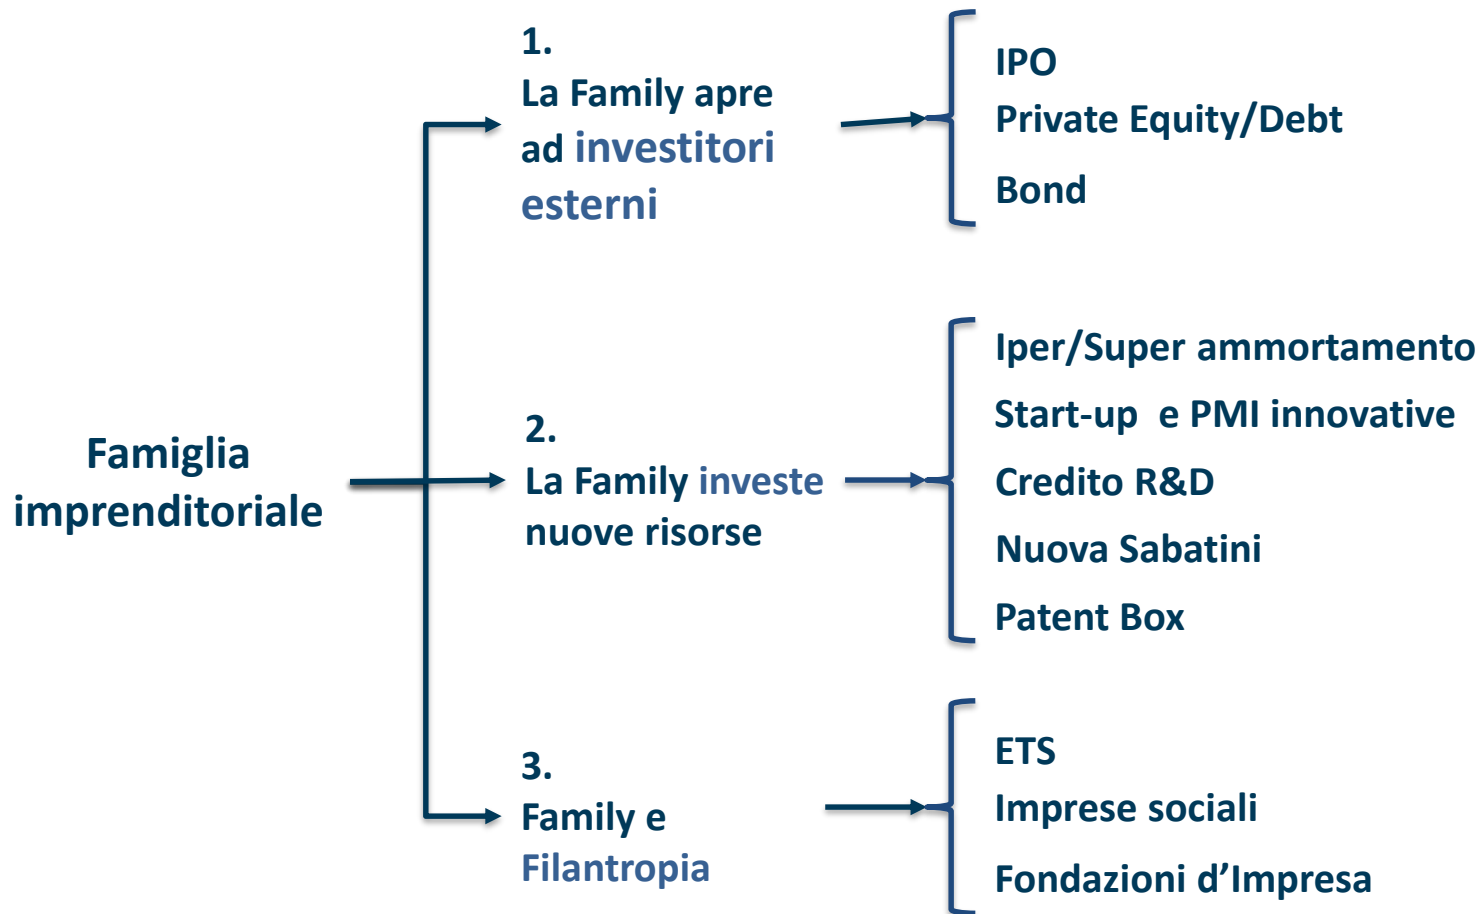 Famiglia
imprenditoriale
1.
La Family apre
ad investitori
esterni
IPO
Private Equity/Debt
Bond
2.
La Family investe
nuove risorse
Iper/Super ammortamento
Start-up e PMI innovative
Credito R&D
Nuova Sabatini
Patent Box
3.
Family e
Filantropia
ETS
Imprese sociali
Fondazioni d’Impresa